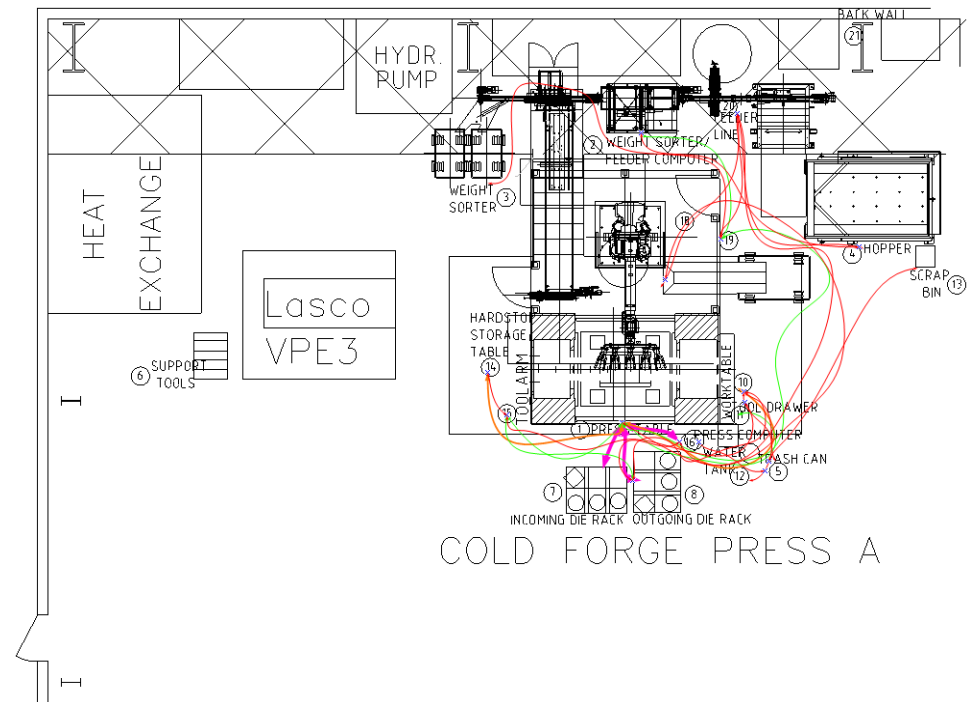 BACK WALL
21
HYDR.
PUMP
20
FEEDER
LINE
2
WEIGHT SORTER/
FEEDER COMPUTER
WEIGHT
SORTER
3
HEAT
EXCHANGE
18
19
4
HOPPER
SCRAP
BIN
13
Lasco
VPE3
HARDSTOP
STORAGE
TABLE
14
6
SUPPORT
TOOLS
TOOLARM
WORKTABLE
10
TOOL DRAWER
15
11
1
PRESS TABLE
16
PRESS COMPUTER
WATER
TANK
12
TRASH CAN
5
7
8
INCOMING DIE RACK
OUTGOING DIE RACK
COLD FORGE PRESS A